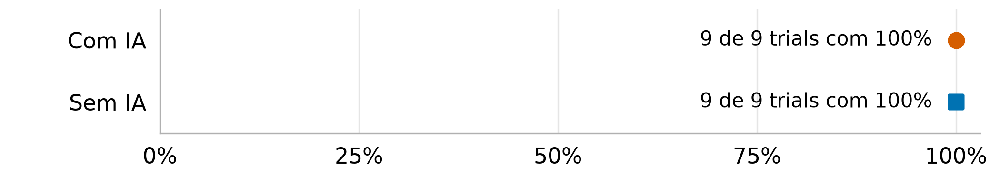 Com IA 9 de 9 trials com 100%
Sem IA 9 de 9 trials com 100%
0% 25% 50% 75% 100%